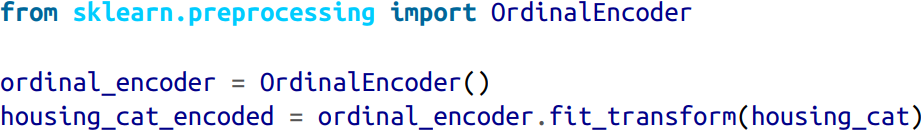 from sklearn.preprocessing import OrdinalEncoder
ordinal_encoder = OrdinalEncoder()
housing_cat_encoded = ordinal_encoder.fit_transform(housing_cat)